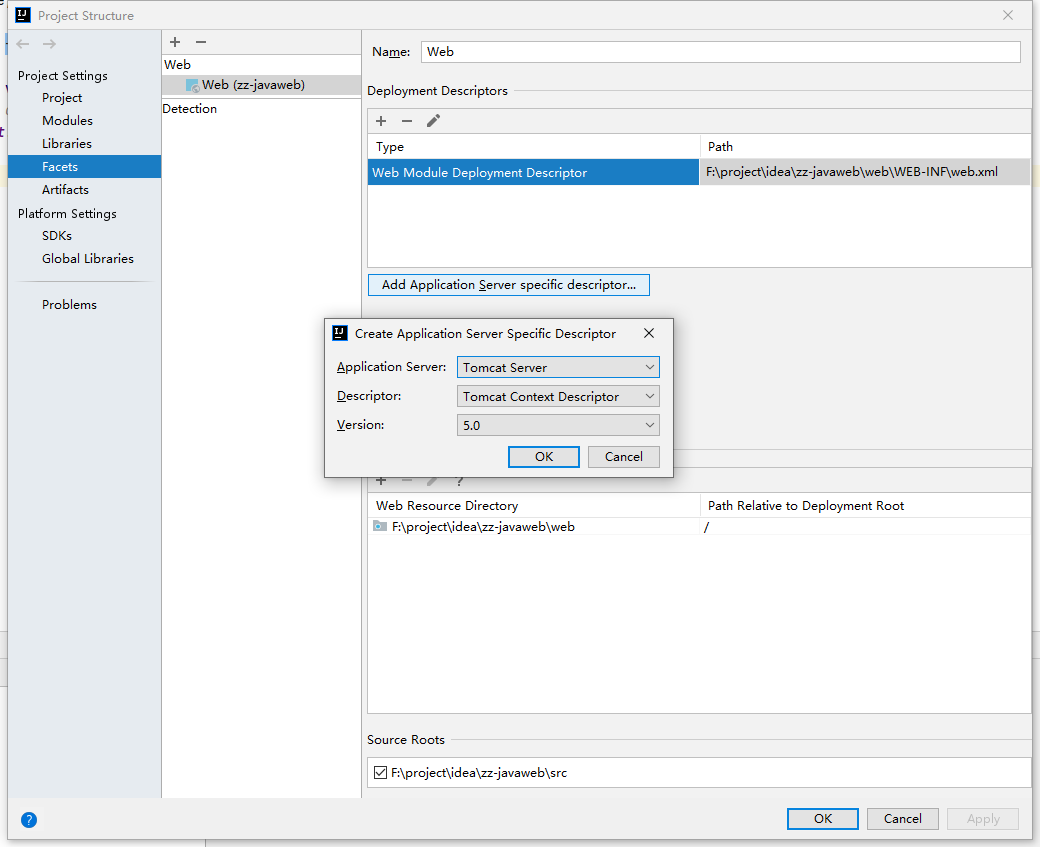 Project Structure
Project Settings
Project
Modules
Libraries
Facets
Artifacts
Platform Settings
SDKs
Global Libraries
Problems
Web
Web (zz-javaweb)
Detection
Name: Web
Deployment Descriptors
Type Path
Web Module Deployment Descriptor F:\project\idea\zz-javaweb\web\WEB-INF\web.xml
Add Application Server specific descriptor...
Create Application Server Specific Descriptor
Application Server: Tomcat Server
Descriptor: Tomcat Context Descriptor
Version: 5.0
OK Cancel
Web Resource Directory Path Relative to Deployment Root
F:\project\idea\zz-javaweb\web /
Source Roots
F:\project\idea\zz-javaweb\src
? OK Cancel Apply